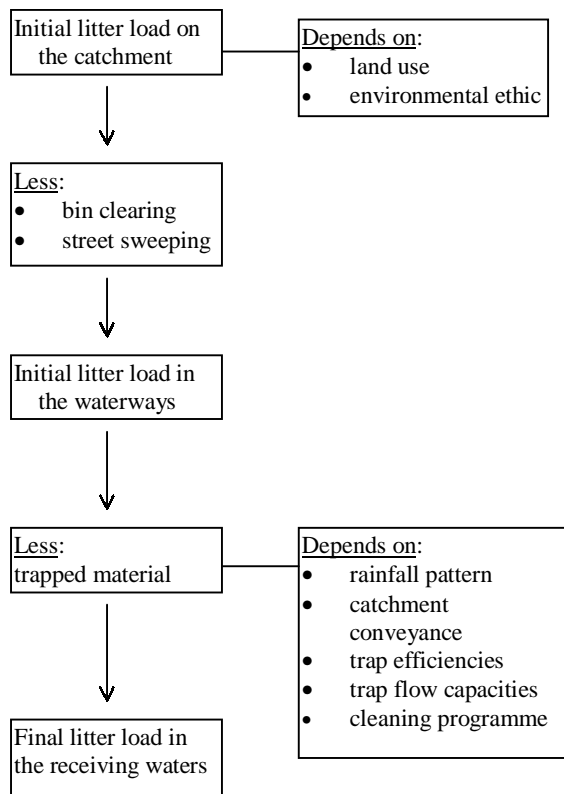 Initial litter load on
the catchment
Depends on:
• land use
• environmental ethic
Less:
• bin clearing
• street sweeping
Initial litter load in
the waterways
Less:
trapped material
Depends on:
• rainfall pattern
• catchment
conveyance
• trap efficiencies
• trap flow capacities
• cleaning programme
Final litter load in
the receiving waters